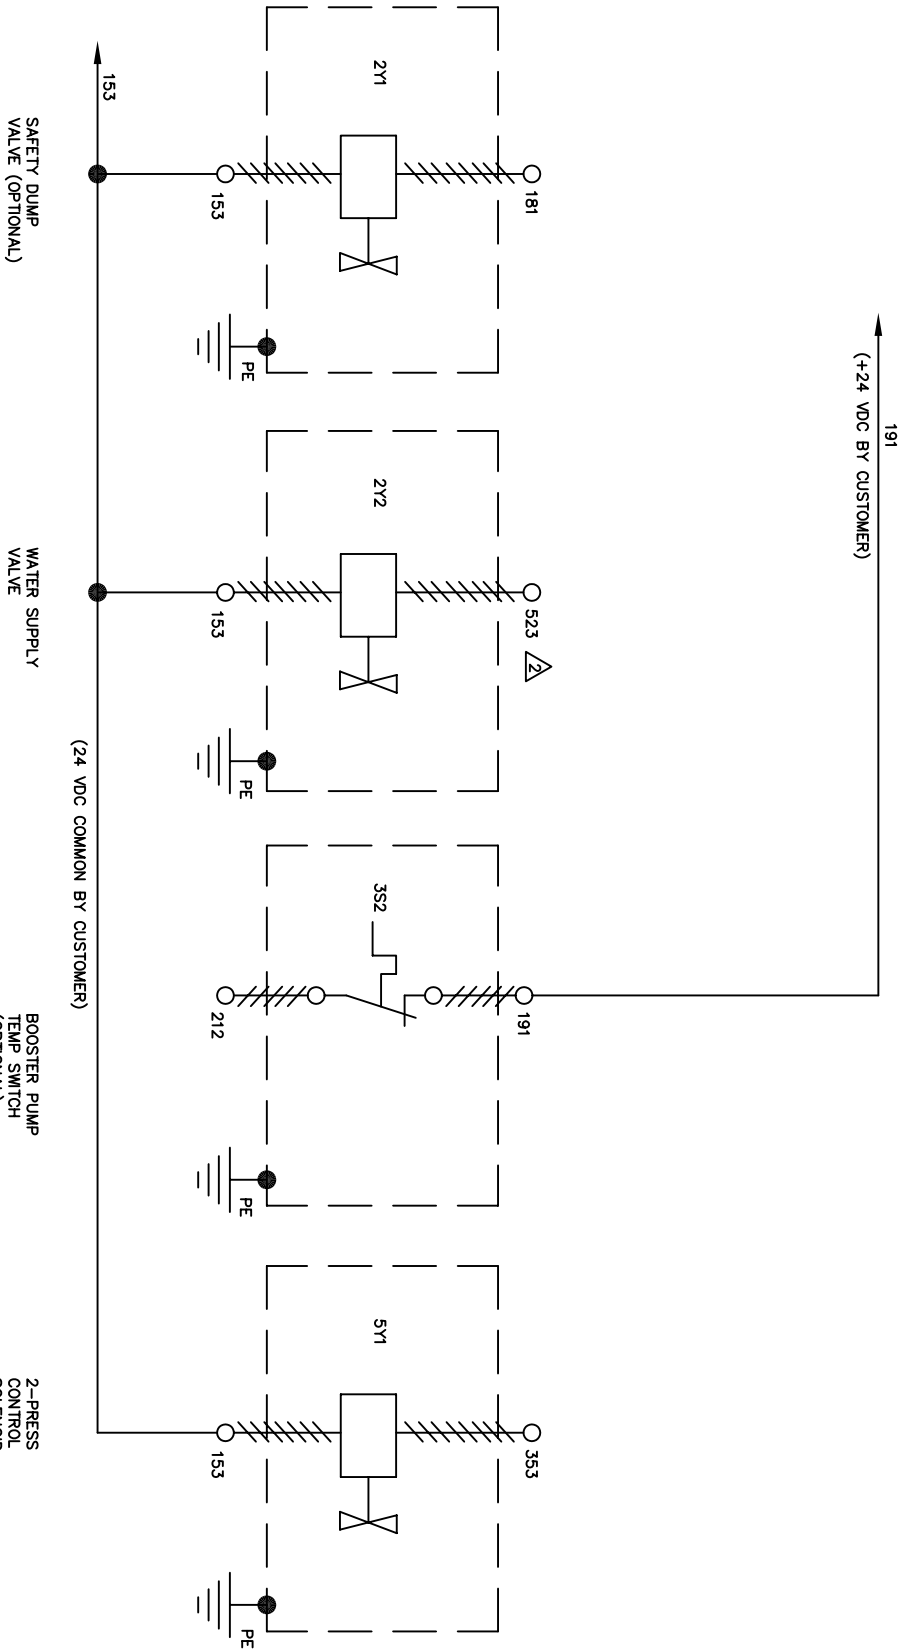 191
(+24 VDC BY CUSTOMER)
181
2Y1
153
PE
523
2
2Y2
153
PE
191
3S2
212
PE
353
5Y1
153
PE
153
(24 VDC COMMON BY CUSTOMER)
SAFETY DUMP
VALVE (OPTIONAL)
WATER SUPPLY
VALVE
BOOSTER PUMP
TEMP SWITCH
(OPTIONAL)
2-PRESS
CONTROL
SOLENOID